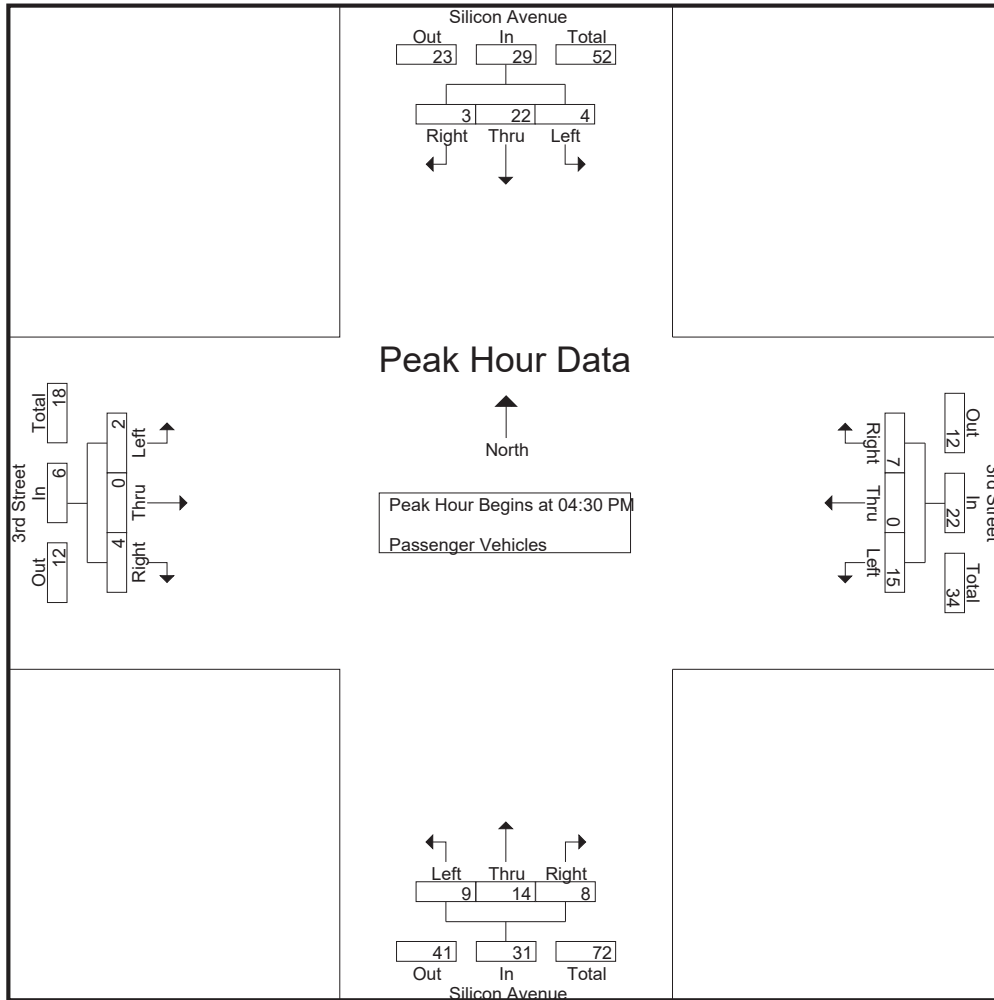 Silicon Avenue
Out In Total
23 29 52
3 22 4
Right Thru Left
Peak Hour Data
North
Peak Hour Begins at 04:30 PM
Passenger Vehicles
3rd Street
Total In Out
18 6 12
2 0 4
Left Thru Right
Right Thru Left
7 0 15
Out In Total
12 22 34
3rd Street
Left Thru Right
9 14 8
41 31 72
Out In Total
Silicon Avenue